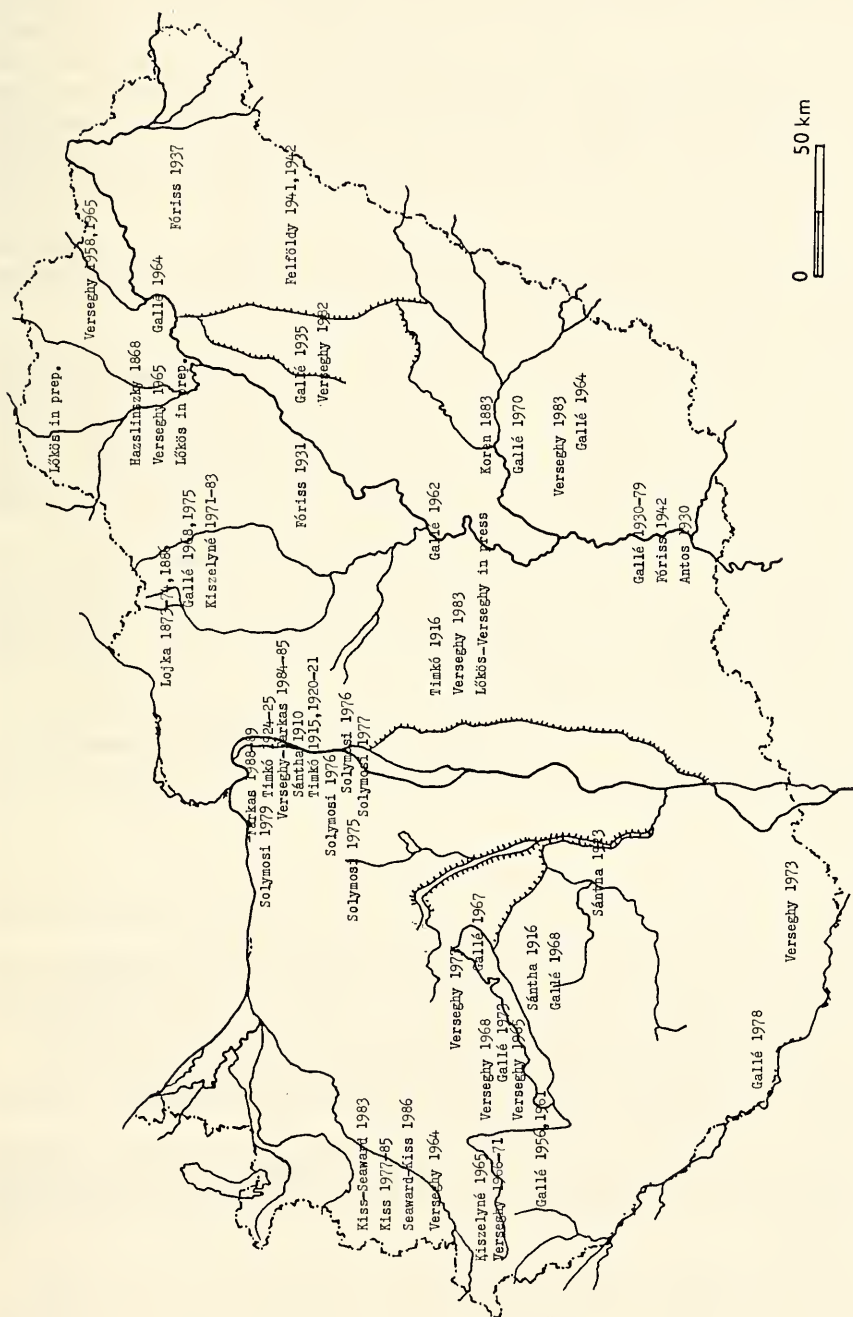 Lőkös in prep.
Verseghy 1958,1965
Hazslinszky 1868
Verseghy 1965
Lőkös in prep.
Gallé 1964
Fóriss 1937
Lojka 1873-74,1886
Gallé 1968,1975
Kiszelyné 1971-83
Fóriss 1931
Gallé 1935
Verseghy 1982
Felföldy 1941,1942
Farkas 1988-89
Solymosi 1979 Timkó 1924-25
Verseghy-Farkas 1984-85
Sántha 1910
Timkó 1915,1920-21
Solymosi 1976
Solymosi 1976
Solymosi 1975
Solymosi 1977
Kiss-Seaward 1983
Kiss 1977-85
Seaward-Kiss 1986
Verseghy 1964
Timkó 1916
Verseghy 1983
Lőkös-Verseghy in press
Gallé 1962
Koren 1883
Gallé 1970
Verseghy 1983
Gallé 1964
Verseghy
Gallé 1967
Kiszelyné 1965
Verseghy 1966-71
Verseghy 1968
Gallé 1973
Verseghy 1965
Gallé 1956,1961
Sántha 1916
Gallé 1968
Sántha
Gallé 1930-79
Fóriss 1942
Antos 1930
Gallé 1978
Verseghy 1973
0 50 km